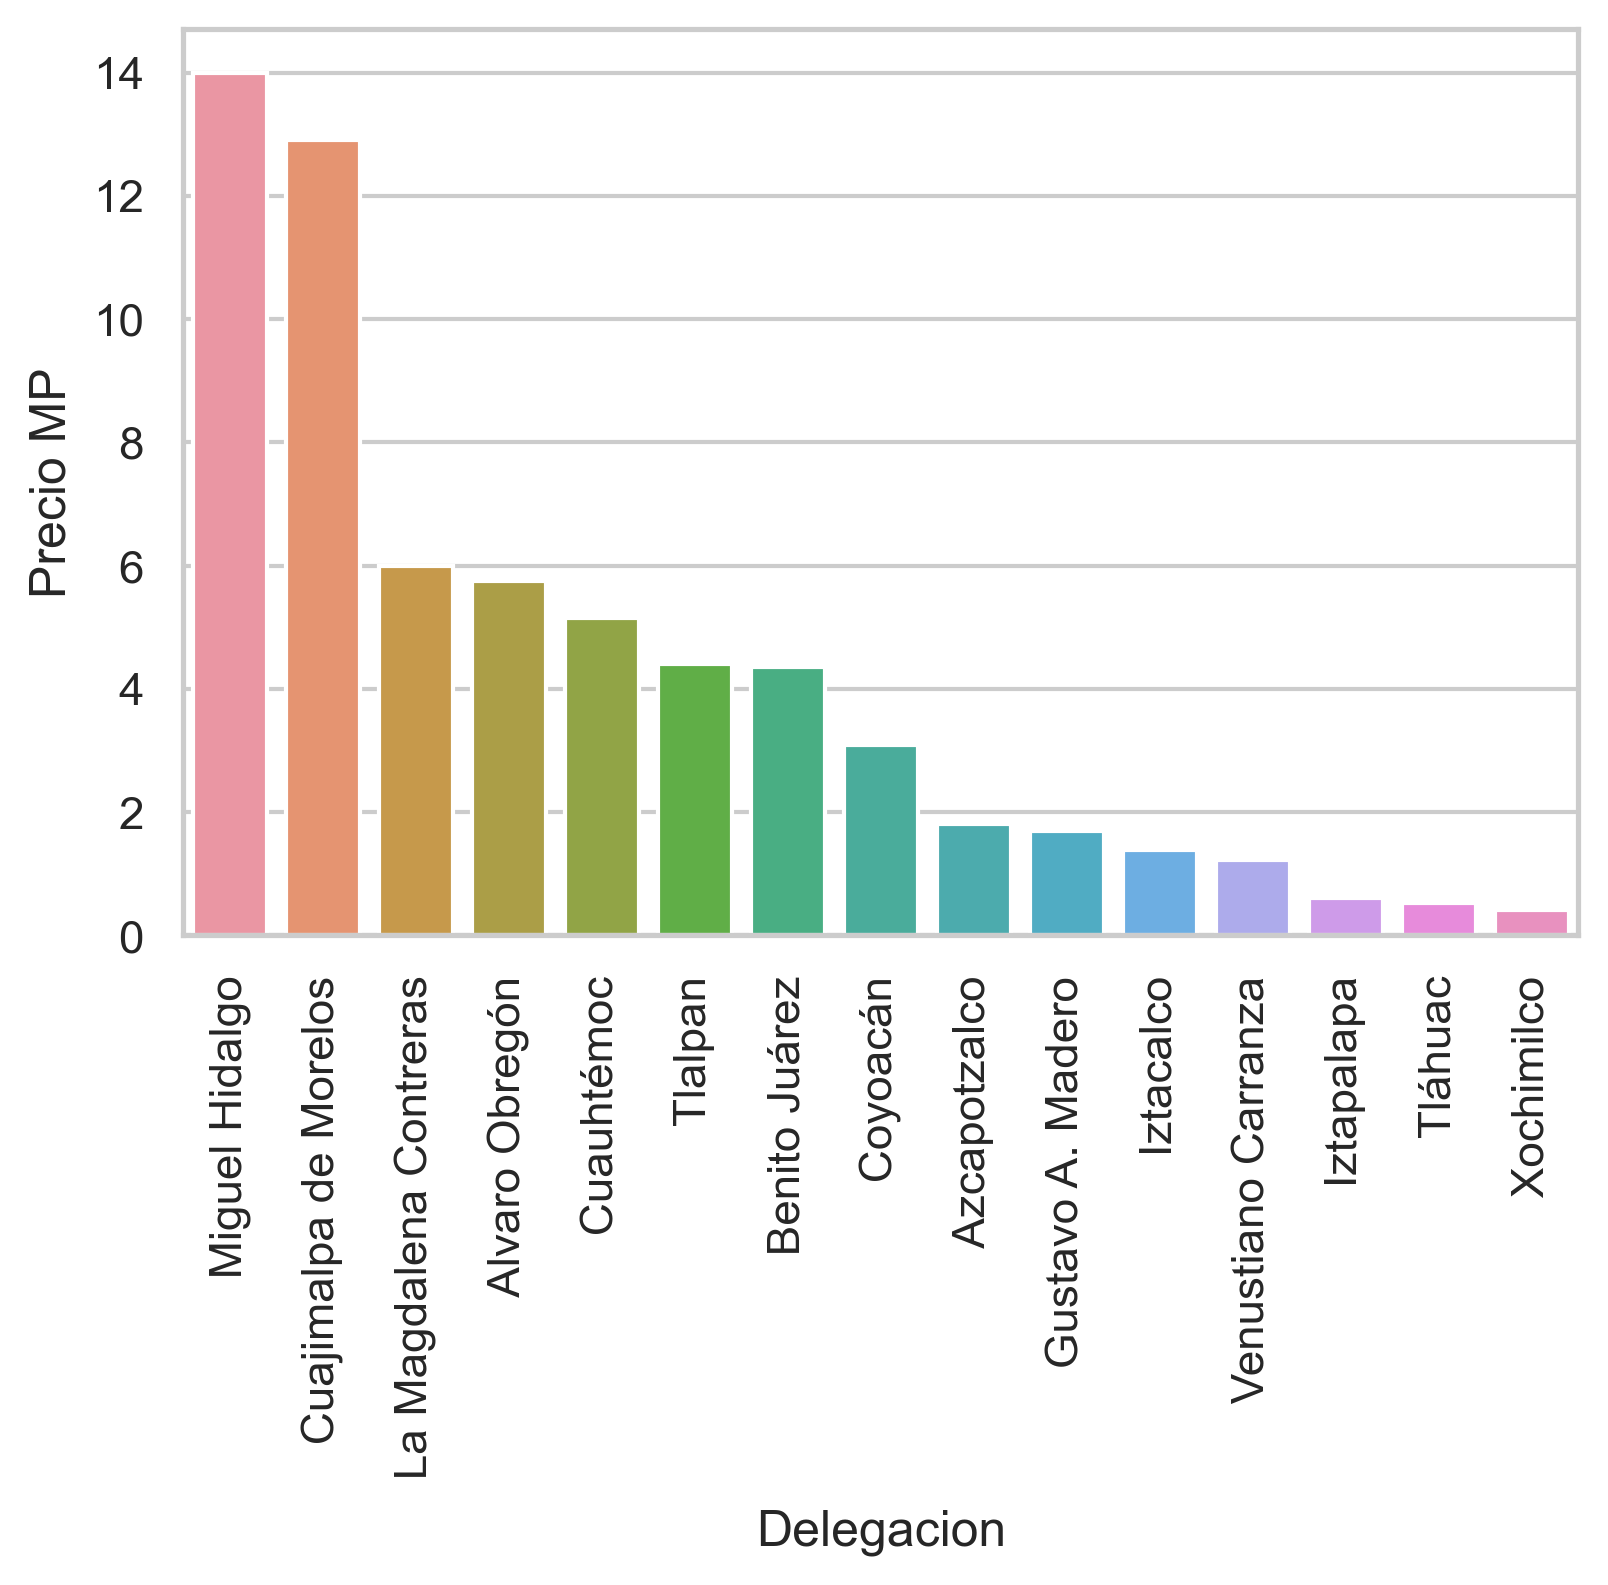 Precio MP
14
12
10
8
6
4
2
0
Miguel Hidalgo
Cuajimalpa de Morelos
La Magdalena Contreras
Alvaro Obregón
Cuauhtémoc
Tlalpan
Benito Juárez
Coyoacán
Azcapotzalco
Gustavo A. Madero
Iztacalco
Venustiano Carranza
Iztapalapa
Tláhuac
Xochimilco
Delegacion